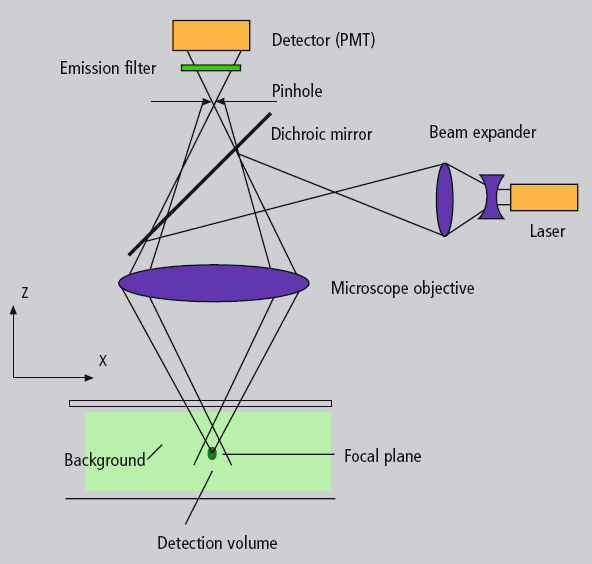 Detector (PMT)
Emission filter
Pinhole
Dichroic mirror
Beam expander
Laser
Microscope objective
Z
X
Background
Focal plane
Detection volume